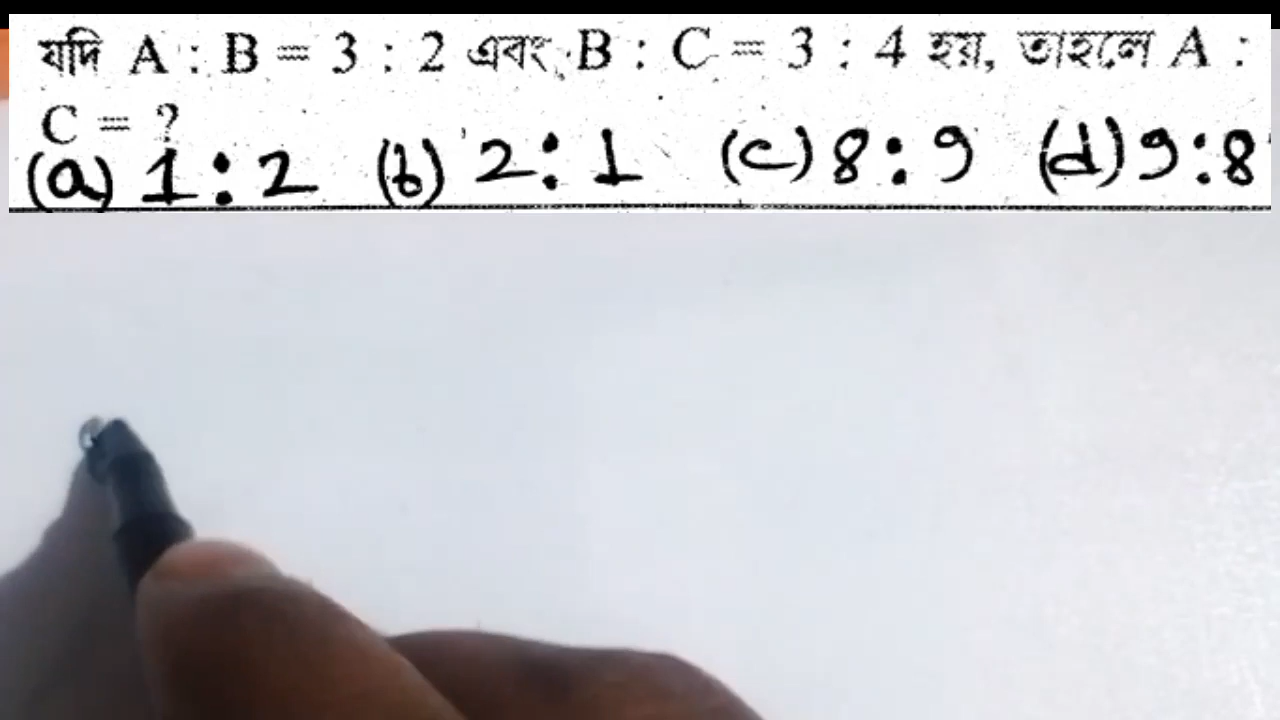 যদি A : B = 3 : 2 এবং B : C = 3 : 4 হয়, তাহলে A :
C = ?
(a) 1:2 (b) 2:1 (c) 8:9 (d) 9:8